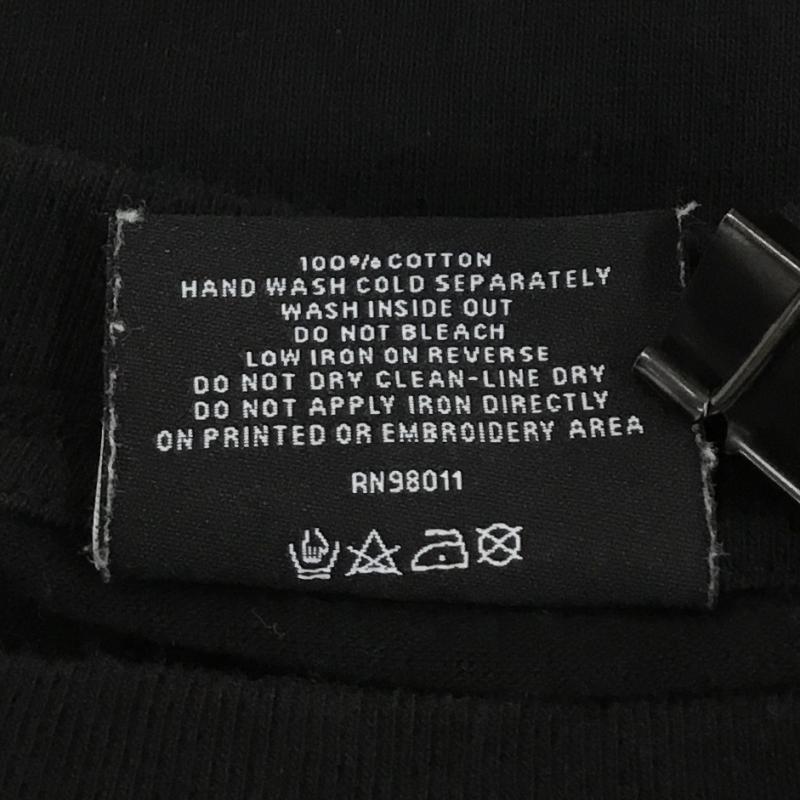 100% COTTON
HAND WASH COLD SEPARATELY
WASH INSIDE OUT
DO NOT BLEACH
LOW IRON ON REVERSE
DO NOT DRY CLEAN-LINE DRY
DO NOT APPLY IRON DIRECTLY
ON PRINTED OR EMBROIDERY AREA
RN98011